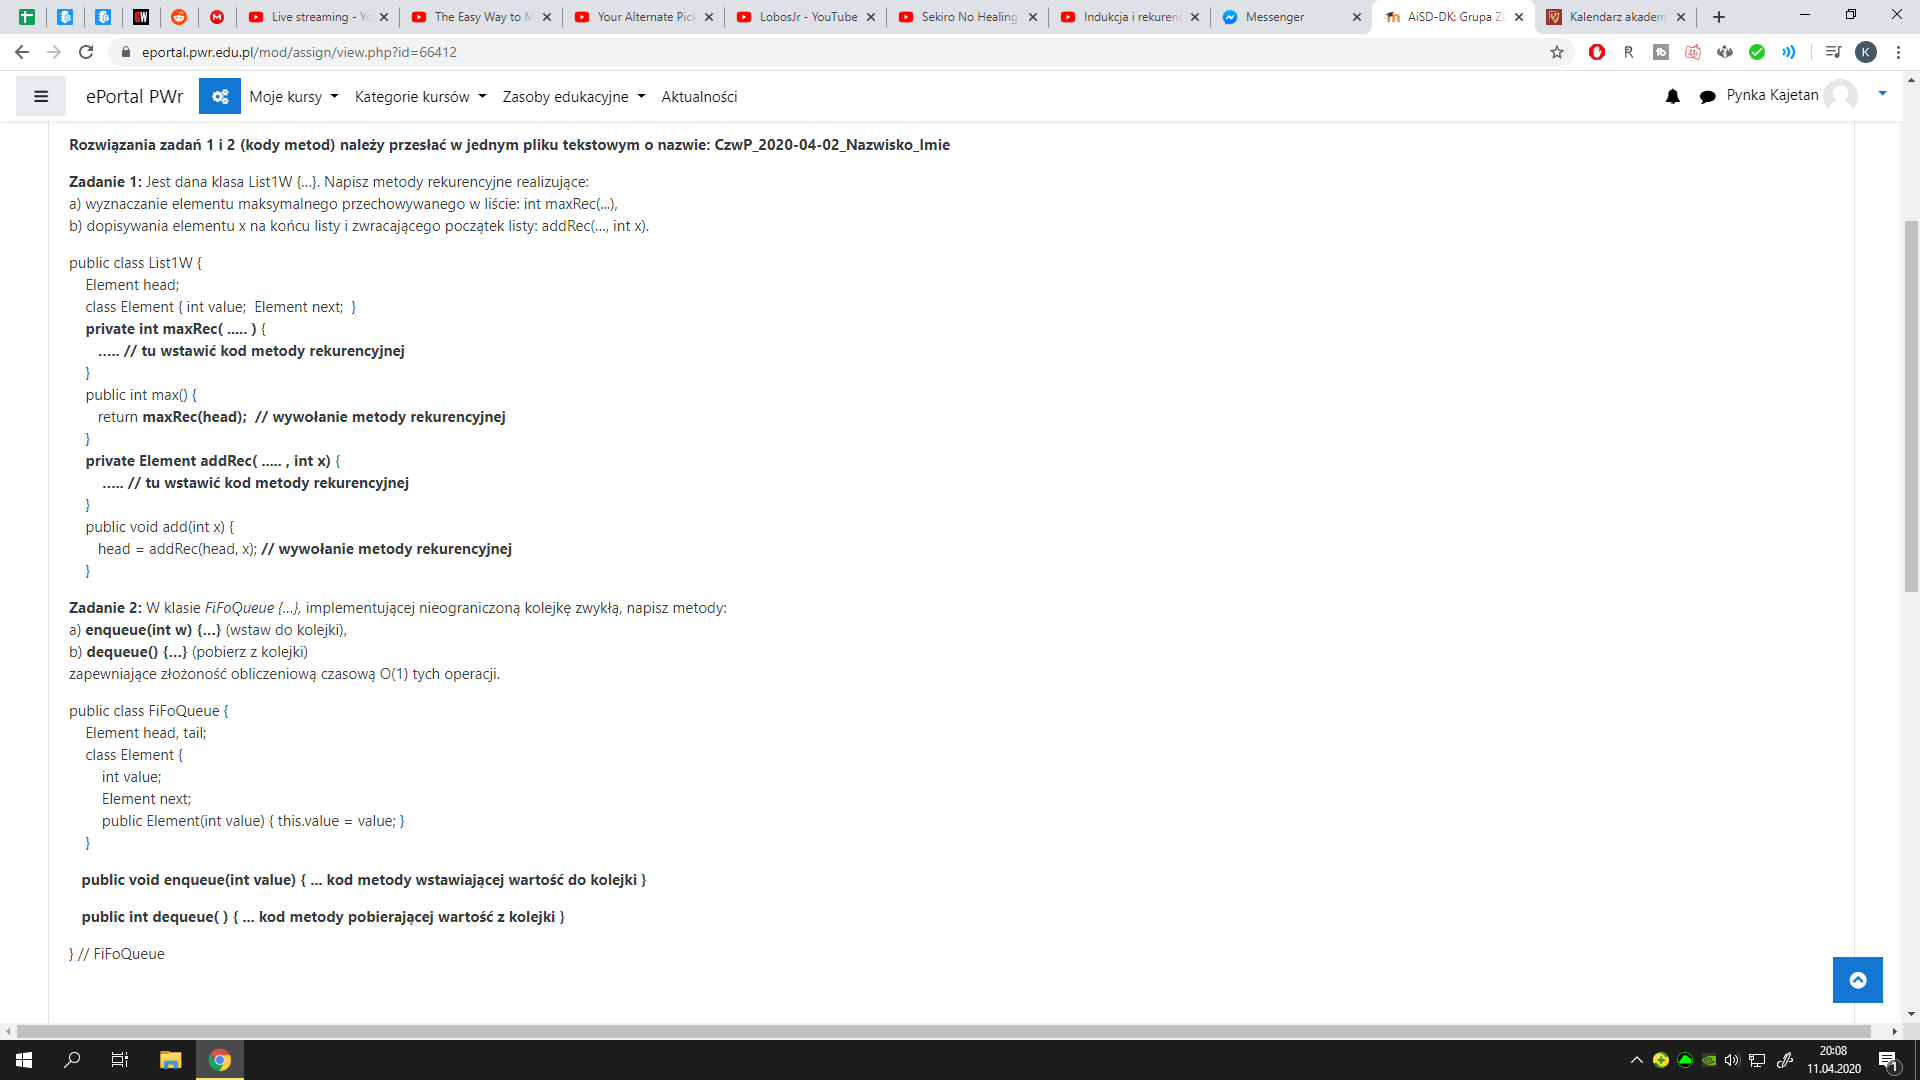 Live streaming - Yo
The Easy Way to M
Your Alternate Pick
LobosJr - YouTube
Sekiro No Healing
Indukcja i rekurenc
Messenger
AiSD-DK: Grupa ZO
Kalendarz akadem
eportal.pwr.edu.pl/mod/assign/view.php?id=66412
ePortal PWr
Moje kursy
Kategorie kursów
Zasoby edukacyjne
Aktualności
Pynka Kajetan
Rozwiązania zadań 1 i 2 (kody metod) należy przesłać w jednym pliku tekstowym o nazwie: CzwP_2020-04-02_Nazwisko_Imie
Zadanie 1: Jest dana klasa List1W {...}. Napisz metody rekurencyjne realizujące:
a) wyznaczanie elementu maksymalnego przechowywanego w liście: int maxRec(...),
b) dopisywania elementu x na końcu listy i zwracającego początek listy: addRec(..., int x).
public class List1W {
Element head;
class Element { int value;  Element next;  }
private int maxRec( ..... ) {
..... // tu wstawić kod metody rekurencyjnej
}
public int max() {
return maxRec(head);  // wywołanie metody rekurencyjnej
}
private Element addRec( ..... , int x) {
..... // tu wstawić kod metody rekurencyjnej
}
public void add(int x) {
head = addRec(head, x); // wywołanie metody rekurencyjnej
}
Zadanie 2: W klasie FiFoQueue {...}, implementującej nieograniczoną kolejkę zwykłą, napisz metody:
a) enqueue(int w) {...} (wstaw do kolejki),
b) dequeue() {...} (pobierz z kolejki)
zapewniające złożoność obliczeniową czasową O(1) tych operacji.
public class FiFoQueue {
Element head, tail;
class Element {
int value;
Element next;
public Element(int value) { this.value = value; }
}
public void enqueue(int value) { ... kod metody wstawiającej wartość do kolejki }
public int dequeue( ) { ... kod metody pobierającej wartość z kolejki }
} // FiFoQueue
20:08
11.04.2020
1